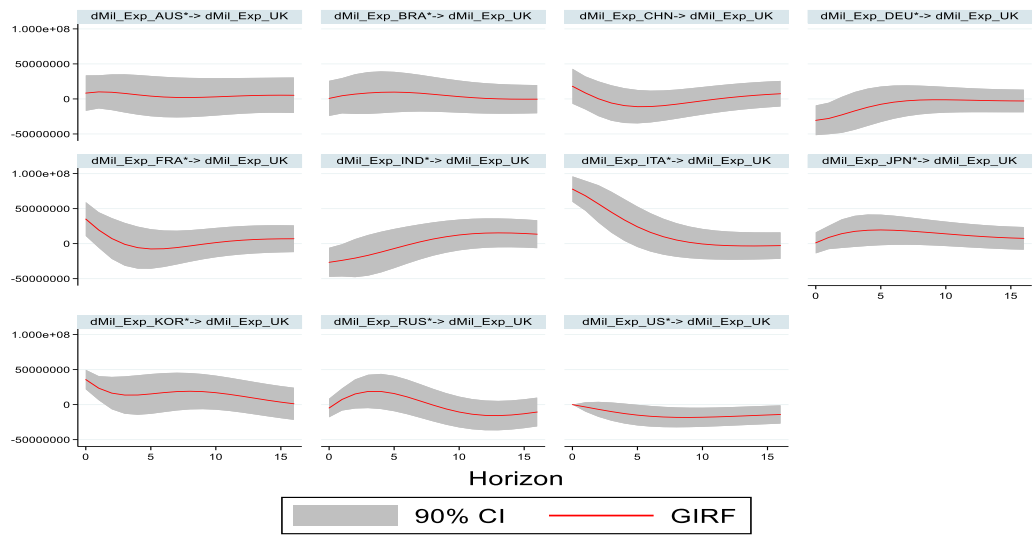 dMil_Exp_AUS*-> dMil_Exp_UK
dMil_Exp_BRA*-> dMil_Exp_UK
dMil_Exp_CHN-> dMil_Exp_UK
dMil_Exp_DEU*-> dMil_Exp_UK
1.000e+08
50000000
0
-50000000
dMil_Exp_FRA*-> dMil_Exp_UK
dMil_Exp_IND*-> dMil_Exp_UK
dMil_Exp_ITA*-> dMil_Exp_UK
dMil_Exp_JPN*-> dMil_Exp_UK
1.000e+08
50000000
0
-50000000
0 5 10 15
dMil_Exp_KOR*-> dMil_Exp_UK
dMil_Exp_RUS*-> dMil_Exp_UK
dMil_Exp_US*-> dMil_Exp_UK
1.000e+08
50000000
0
-50000000
0 5 10 15
0 5 10 15
0 5 10 15
Horizon
90% CI GIRF